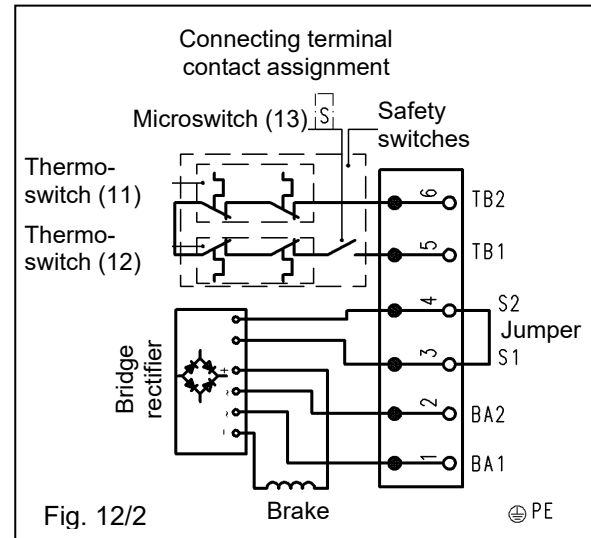 Connecting terminal
contact assignment
Microswitch (13)
S
Safety
switches
Thermo-
switch (11)
Thermo-
switch (12)
6 TB2
5 TB1
4 S2
Jumper
3 S1
2 BA2
1 BA1
Bridge
rectifier
+
~
~
-
Brake
Fig. 12/2
PE